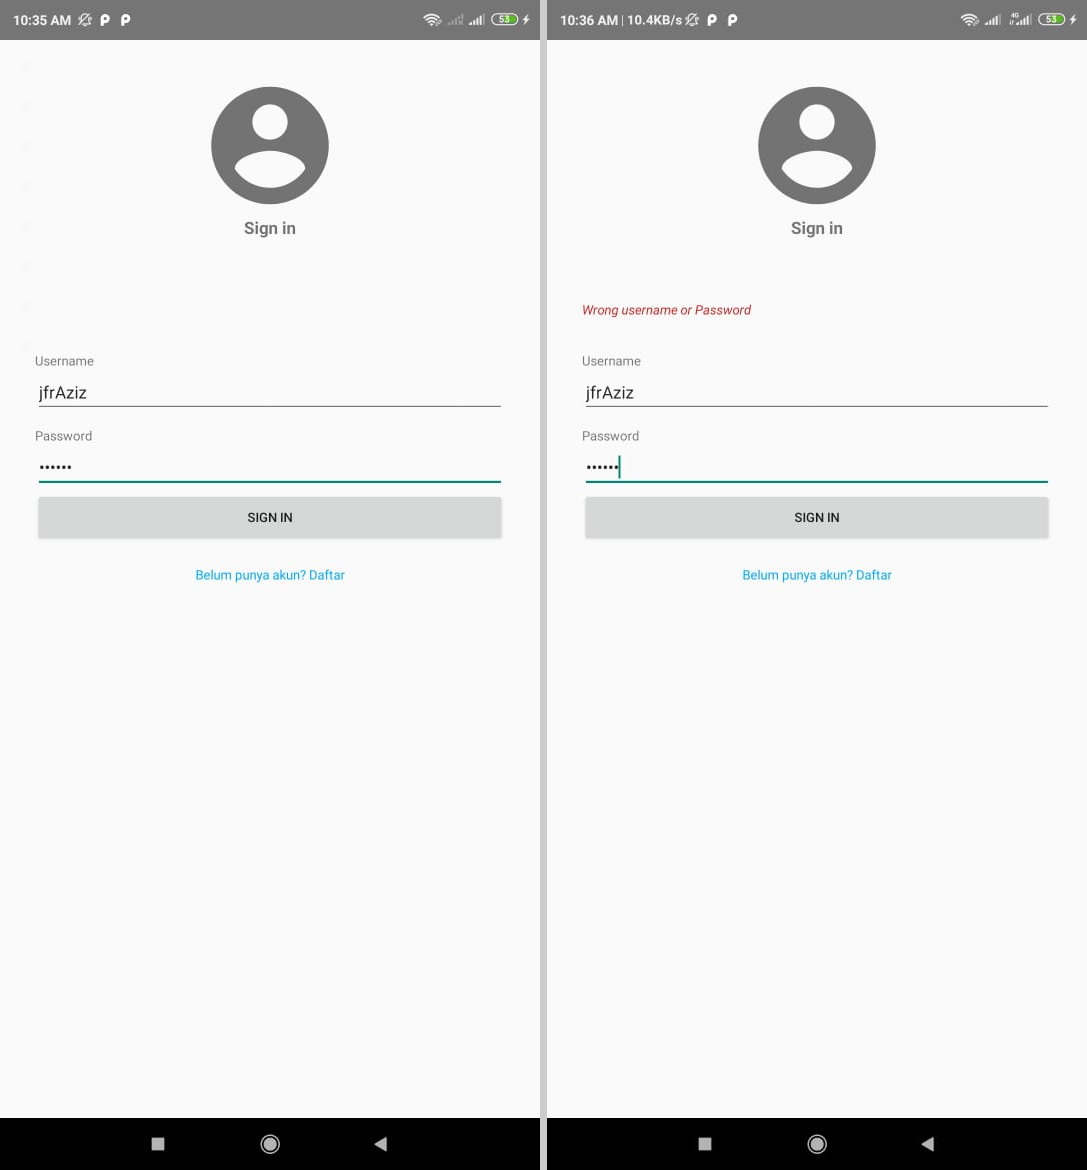 10:35 AM
53
Sign in
Username
jfrAziz
Password
••••••
SIGN IN
Belum punya akun? Daftar
10:36 AM | 10.4KB/s
4G
53
Sign in
Wrong username or Password
Username
jfrAziz
Password
••••••
SIGN IN
Belum punya akun? Daftar